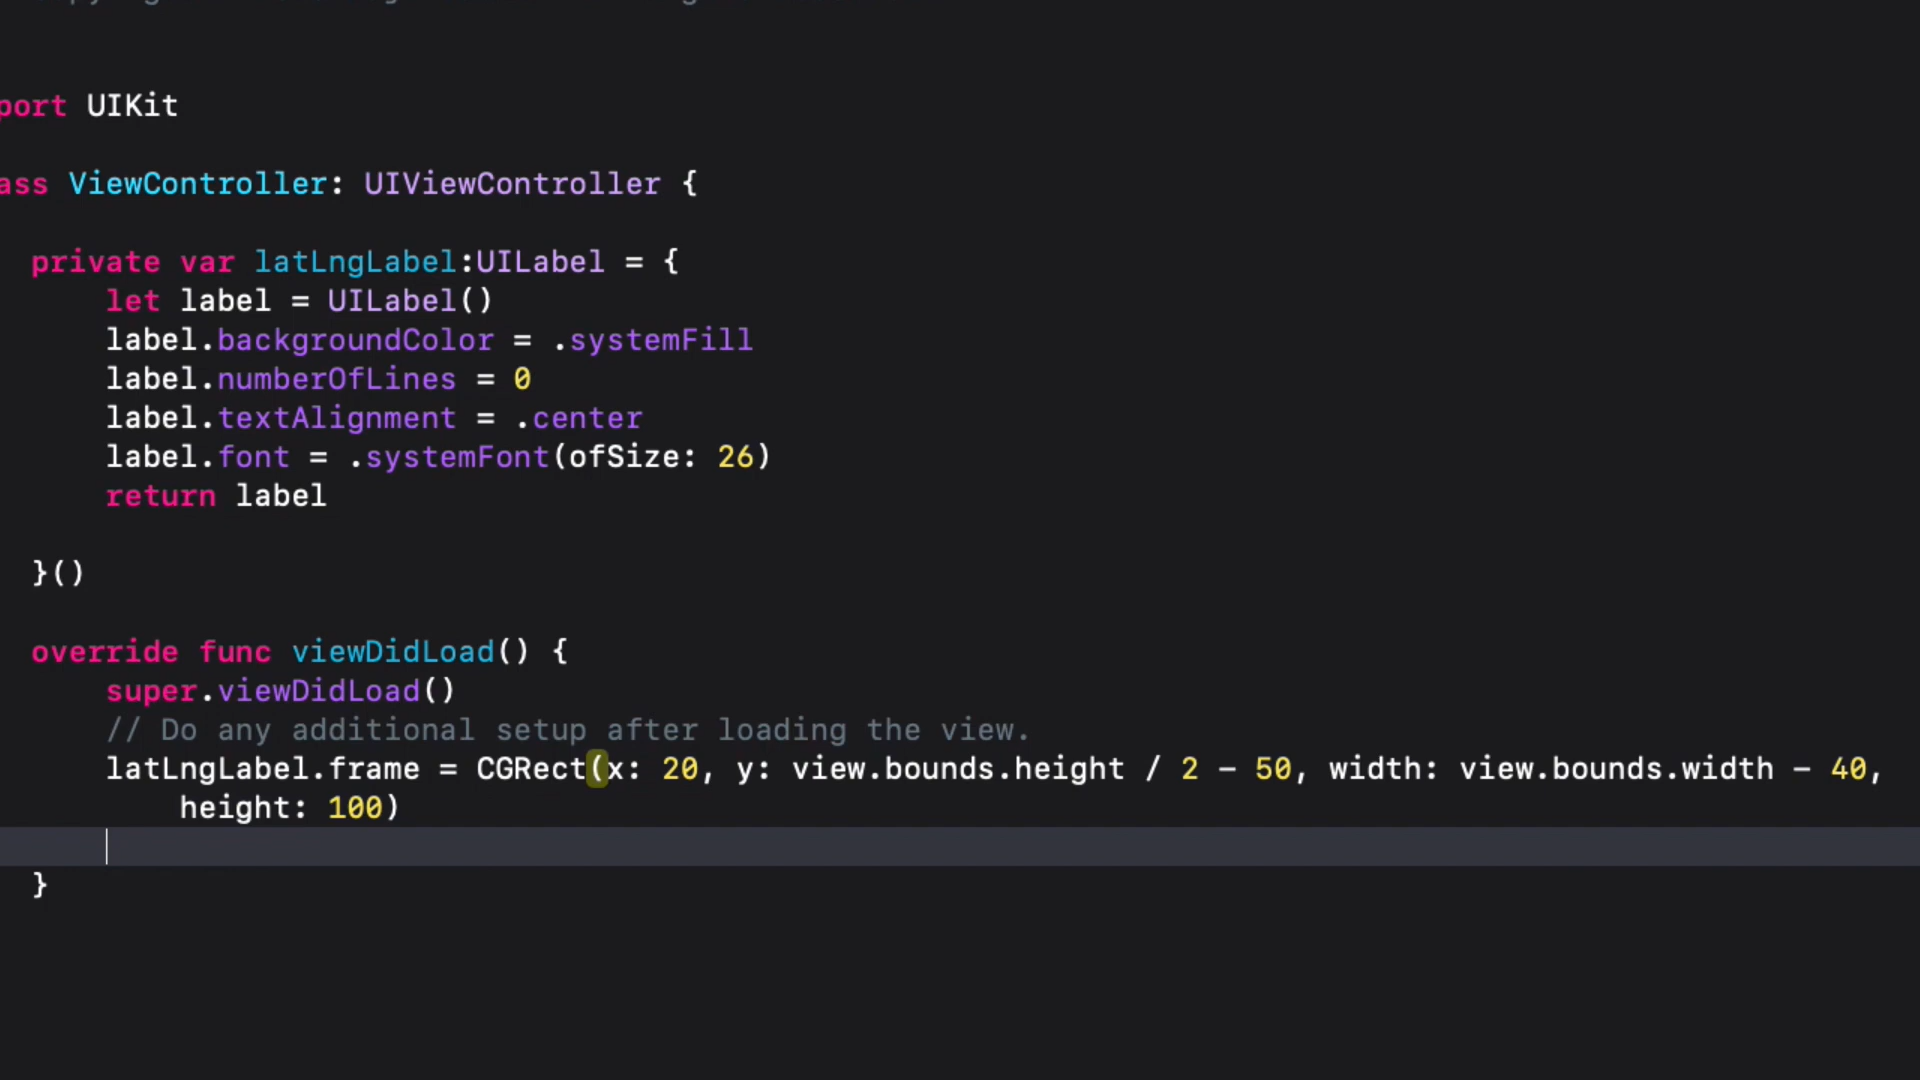 port UIKit
ass ViewController: UIViewController {
private var latLngLabel:UILabel = {
let label = UILabel()
label.backgroundColor = .systemFill
label.numberOfLines = 0
label.textAlignment = .center
label.font = .systemFont(ofSize: 26)
return label
}()
override func viewDidLoad() {
super.viewDidLoad()
// Do any additional setup after loading the view.
latLngLabel.frame = CGRect(x: 20, y: view.bounds.height / 2 - 50, width: view.bounds.width - 40,
height: 100)
}